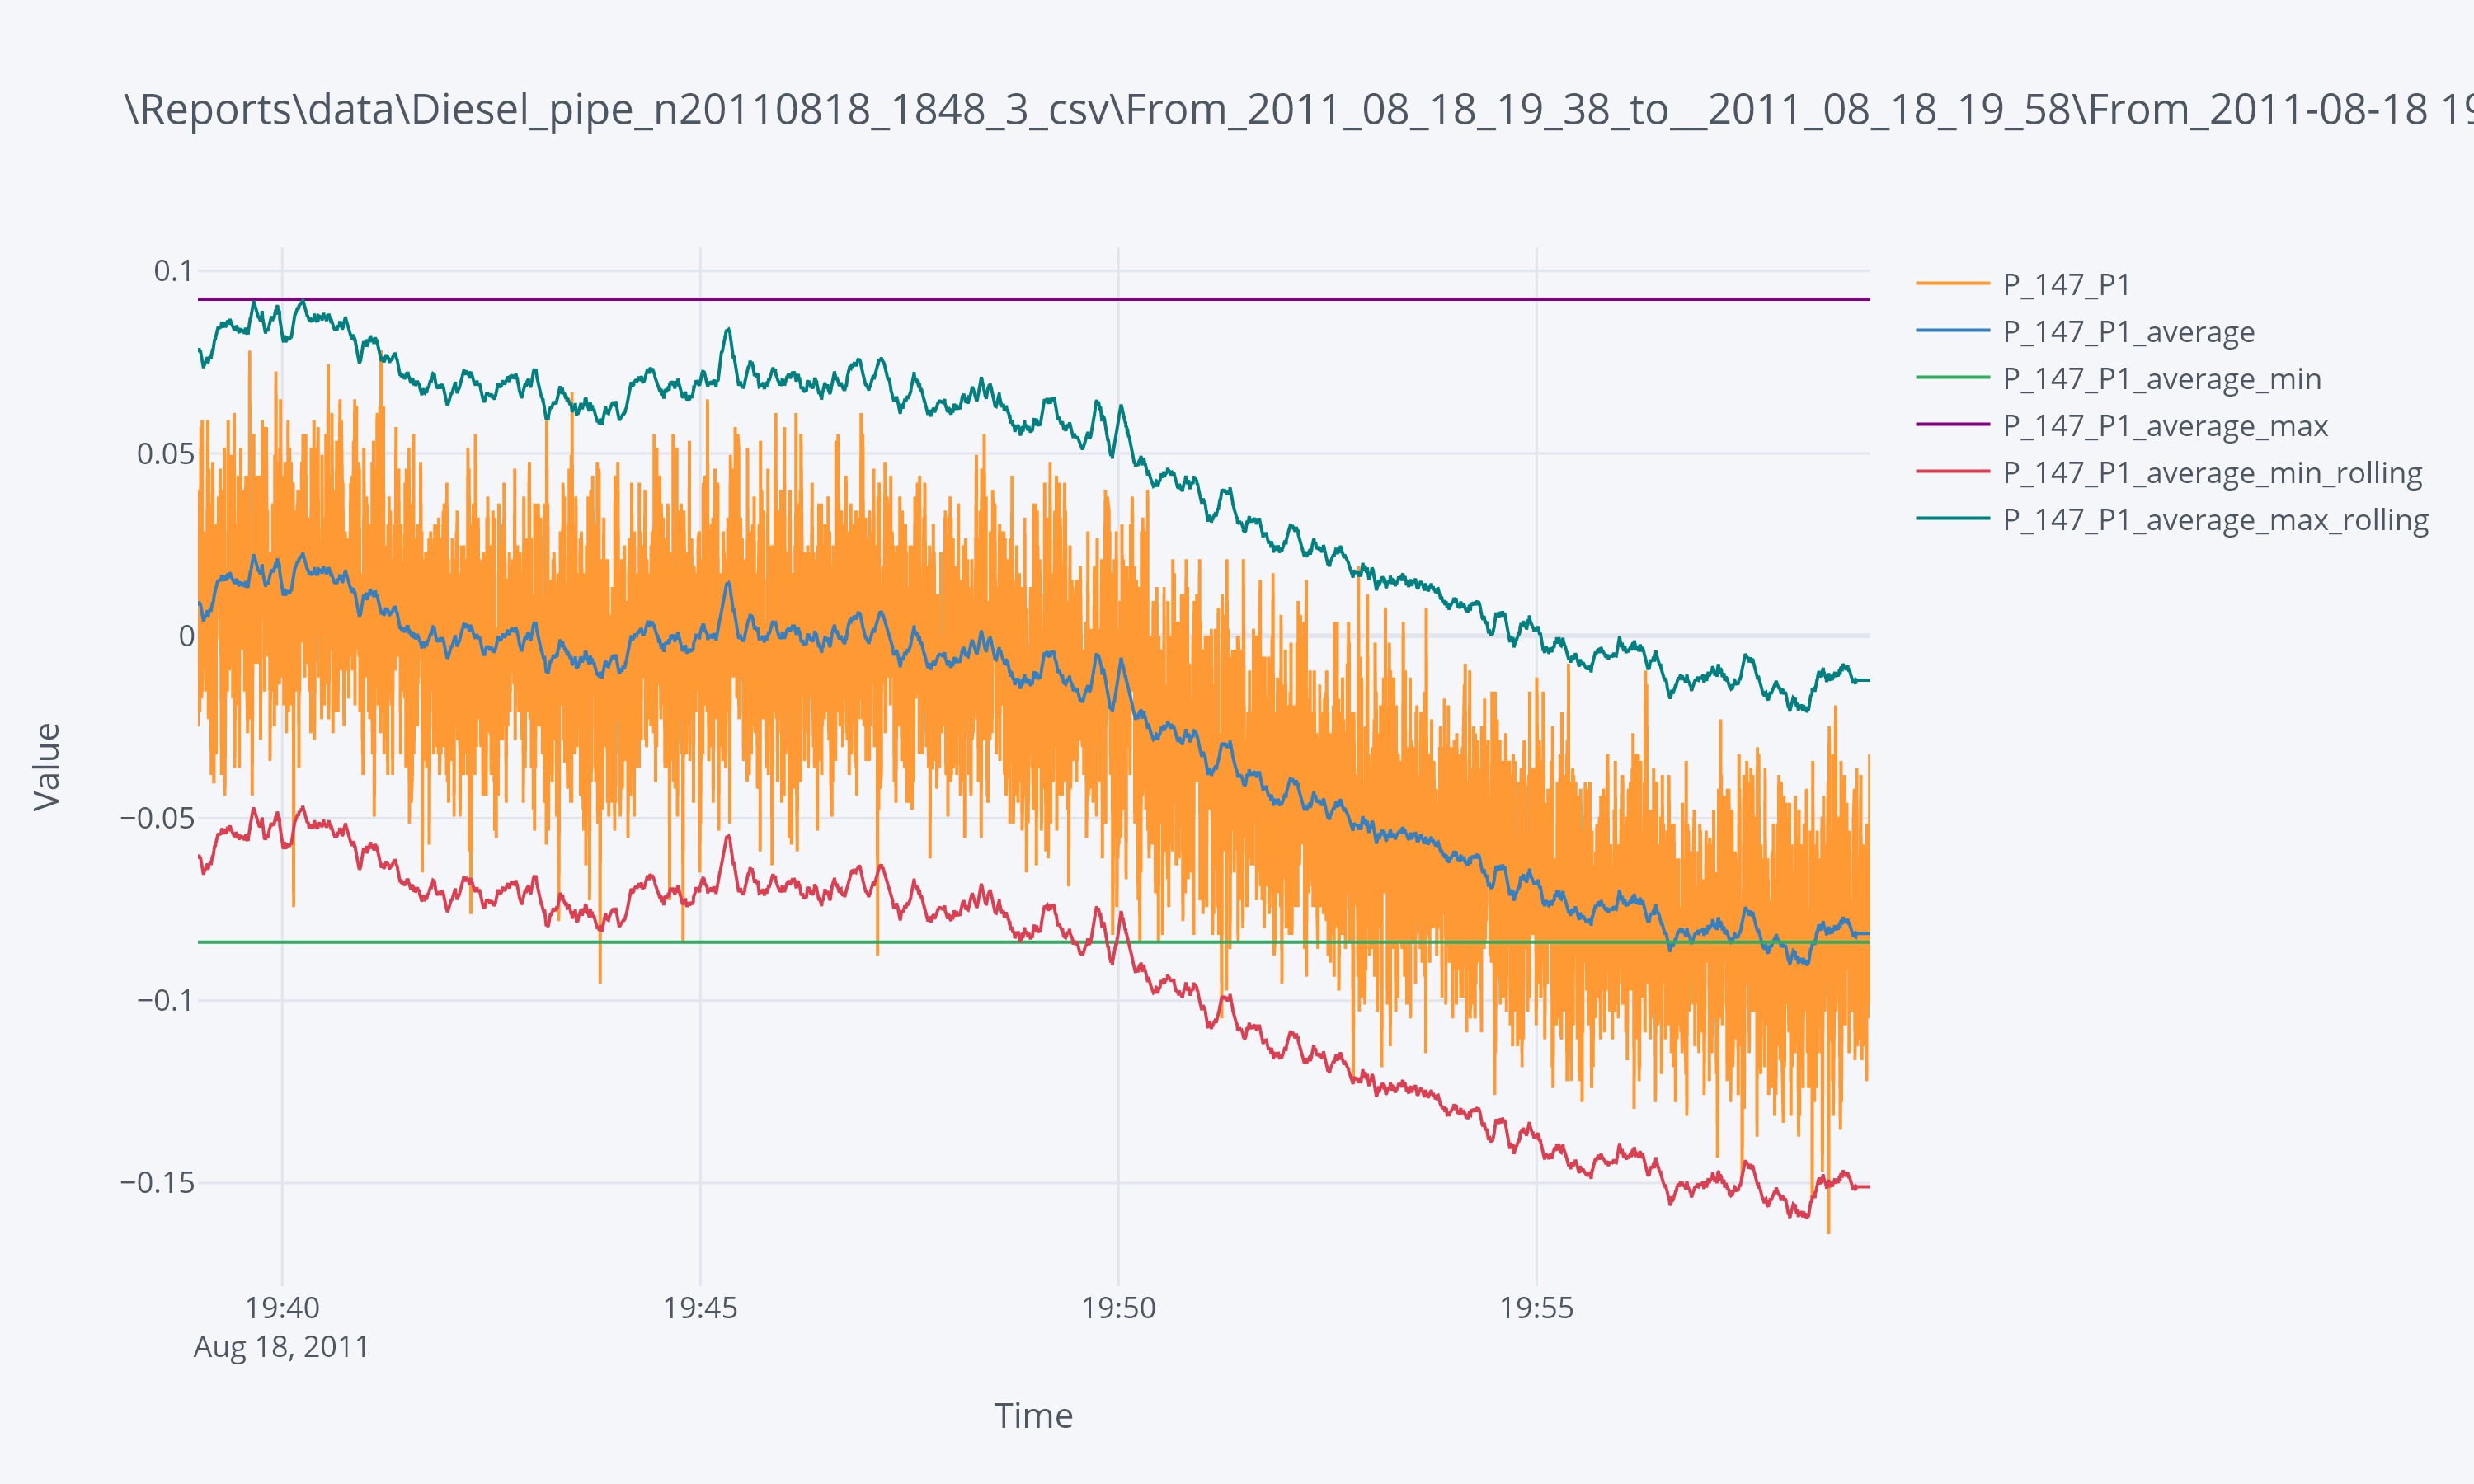 \Reports\data\Diesel_pipe_n20110818_1848_3_csv\From_2011_08_18_19_38_to__2011_08_18_19_58\From_2011-08-18 19
0.1
0.05
0
−0.05
−0.1
−0.15
Value
19:40
Aug 18, 2011
19:45
19:50
19:55
Time
P_147_P1
P_147_P1_average
P_147_P1_average_min
P_147_P1_average_max
P_147_P1_average_min_rolling
P_147_P1_average_max_rolling